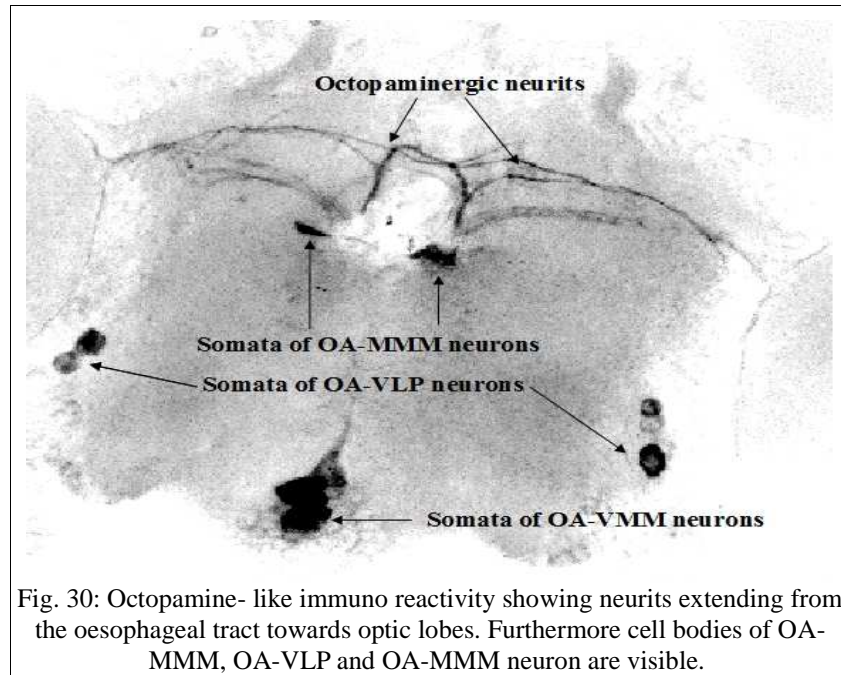 Octopaminergic neurits
Somata of OA-MMM neurons
Somata of OA-VLP neurons
Somata of OA-VMM neurons
Fig. 30: Octopamine- like immuno reactivity showing neurits extending from
the oesophageal tract towards optic lobes. Furthermore cell bodies of OA-
MMM, OA-VLP and OA-MMM neuron are visible.